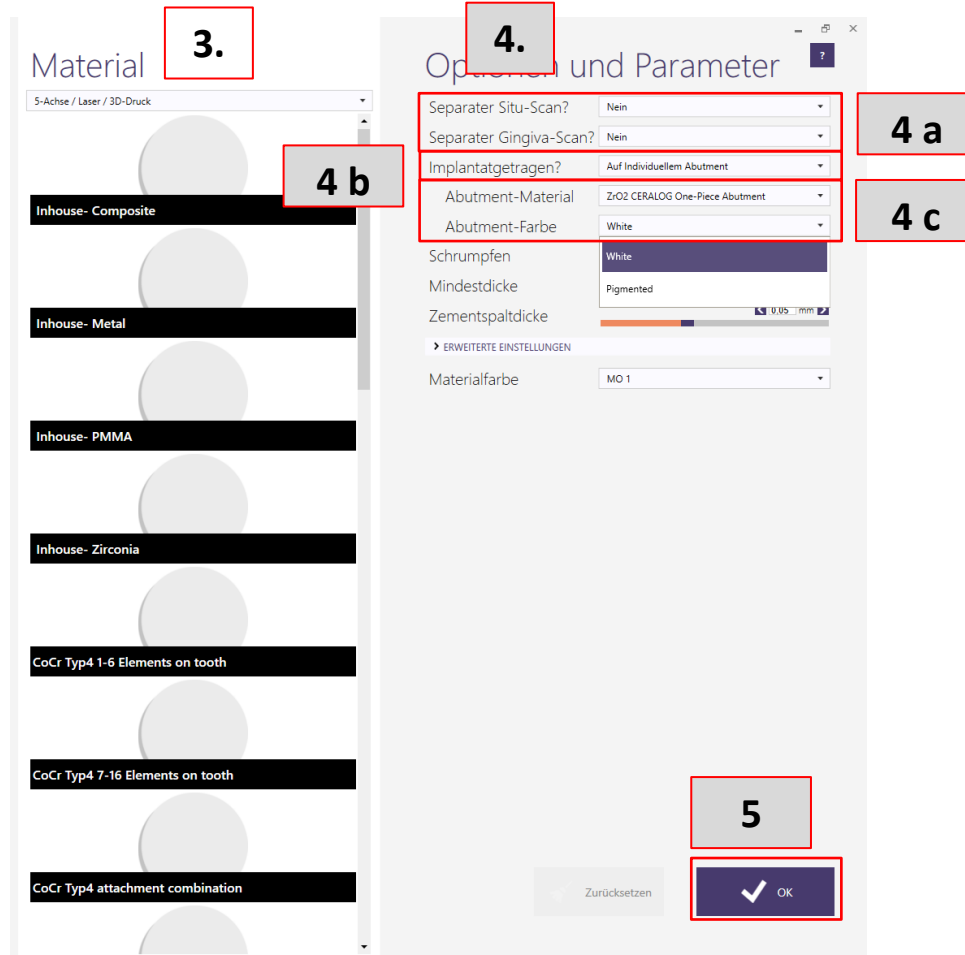 3.
Material
5-Achse / Laser / 3D-Druck
Inhouse- Composite
Inhouse- Metal
Inhouse- PMMA
Inhouse- Zirconia
CoCr Typ4 1-6 Elements on tooth
CoCr Typ4 7-16 Elements on tooth
CoCr Typ4 attachment combination
4.
Optionen und Parameter
?
Separater Situ-Scan? Nein
Separater Gingiva-Scan? Nein
4 a
4 b
Implantatgetragen? Auf Individuellem Abutment
Abutment-Material ZrO2 CERALOG One-Piece Abutment
Abutment-Farbe White
4 c
White
Pigmented
Schrumpfen
Mindestdicke
Zementspaltdicke 0,05 mm
ERWEITERTE EINSTELLUNGEN
Materialfarbe MO 1
5
Zurücksetzen
OK